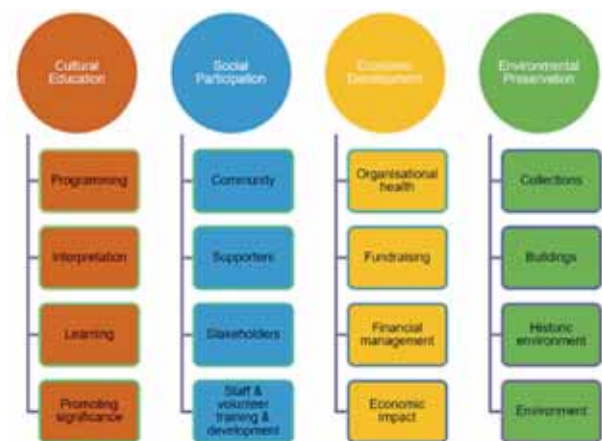 Cultural
Education
Programming
Interpretation
Learning
Promoting
significance
Social
Participation
Community
Supporters
Stakeholders
Staff &
volunteer
training &
development
Economic
Development
Organisational
health
Fundraising
Financial
management
Economic
impact
Environmental
Preservation
Collections
Buildings
Historic
environment
Environment